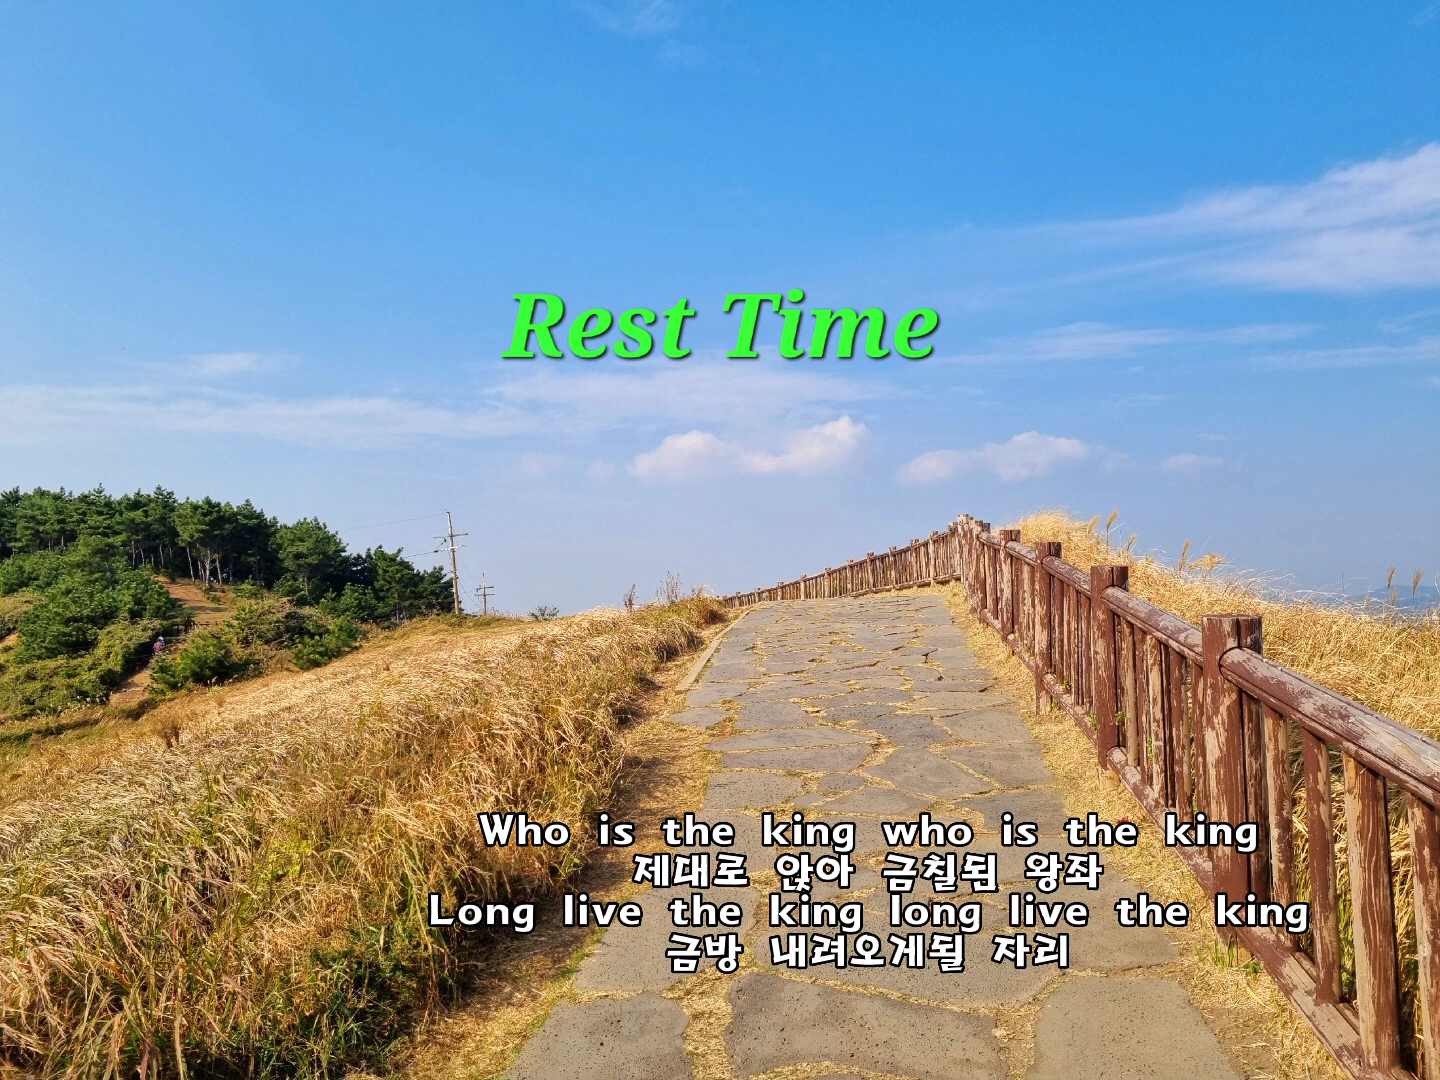 Rest Time
Who is the king who is the king
제대로 앉아 금칠된 왕좌
Long live the king long live the king
금방 내려오게될 자리